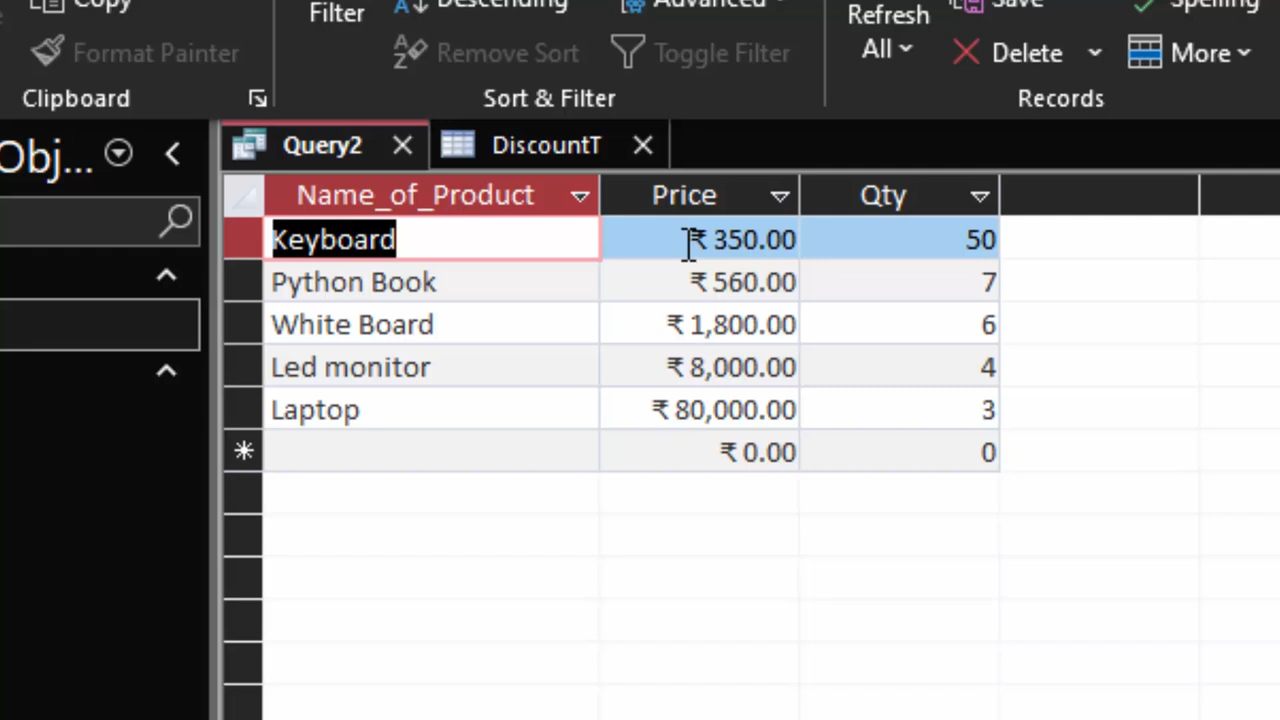 Copy
Format Painter
Clipboard
Filter
Descending
Remove Sort
Advanced
Toggle Filter
Sort & Filter
Refresh
All
Save
Delete
Spelling
More
Records
Obj...
Query2
DiscountT
Name_of_Product Price Qty
Keyboard ₹ 350.00 50
Python Book ₹ 560.00 7
White Board ₹ 1,800.00 6
Led monitor ₹ 8,000.00 4
Laptop ₹ 80,000.00 3
* ₹ 0.00 0